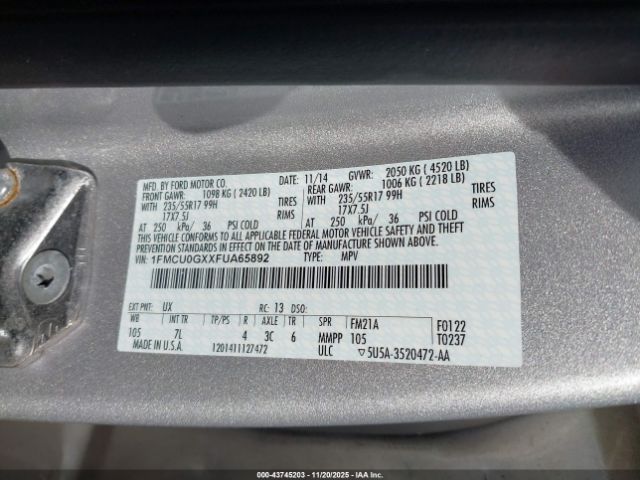 MFD. BY FORD MOTOR CO. DATE: 11/14 GVWR: 2050 KG ( 4520 LB)
FRONT GAWR: 1098 KG ( 2420 LB) REAR GAWR: 1006 KG ( 2218 LB)
WITH 235/55R17 99H TIRES WITH 235/55R17 99H TIRES
17X7.5J RIMS 17X7.5J RIMS
AT 250 kPa/ 36 PSI COLD AT 250 kPa/ 36 PSI COLD
THIS VEHICLE CONFORMS TO ALL APPLICABLE FEDERAL MOTOR VEHICLE SAFETY
BUMPER, AND THEFT PREVENTION STANDARDS IN EFFECT ON THE DATE OF MANUFACTURE
SHOWN ABOVE.
VIN: 1FMCU0GXXFUA65892 TYPE: MPV
EXT PNT: UX RC: 13 DSO:
WB INT TR TP/PS R AXLE TR SPR FM21A F0122
105 7L 4 3C 6 MMPP 105 T0237
MADE IN U.S.A. 1201411127472 ULC ▽5U5A-3520472-AA
000-43745203 - 11/20/2025 - IAAI.COM